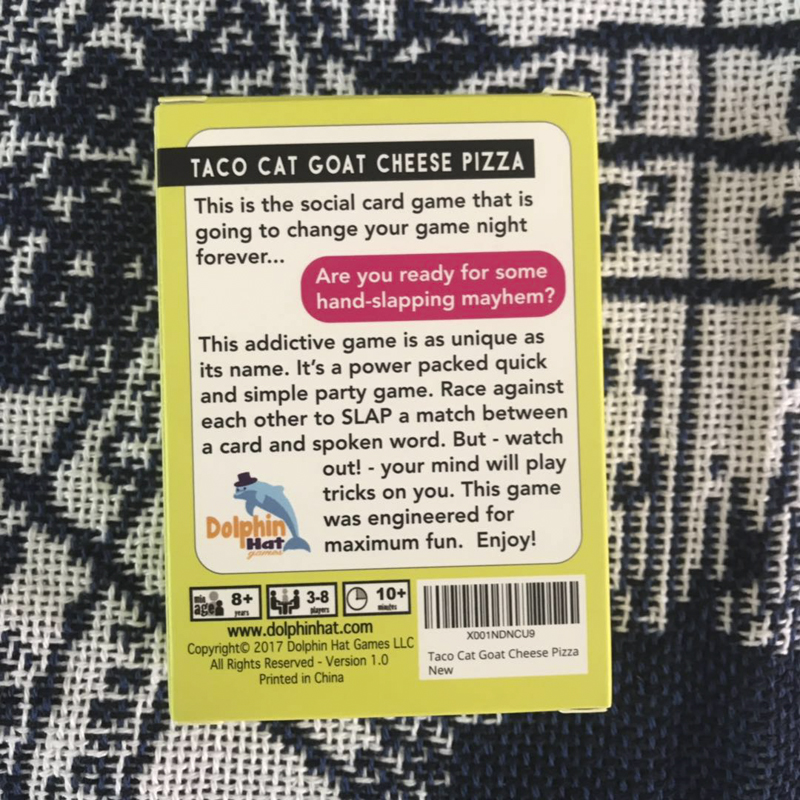 TACO CAT GOAT CHEESE PIZZA
This is the social card game that is
going to change your game night
forever...
Are you ready for some
hand-slapping mayhem?
This addictive game is as unique as
its name. It's a power packed quick
and simple party game. Race against
each other to SLAP a match between
a card and spoken word. But - watch
out! - your mind will play
tricks on you. This game
was engineered for
maximum fun. Enjoy!
Dolphin
Hat
games
min
age 8+
years
3-8
players
10+
minutes
www.dolphinhat.com
Copyright© 2017 Dolphin Hat Games LLC
All Rights Reserved - Version 1.0
Printed in China
X001NDNCU9
Taco Cat Goat Cheese Pizza
New